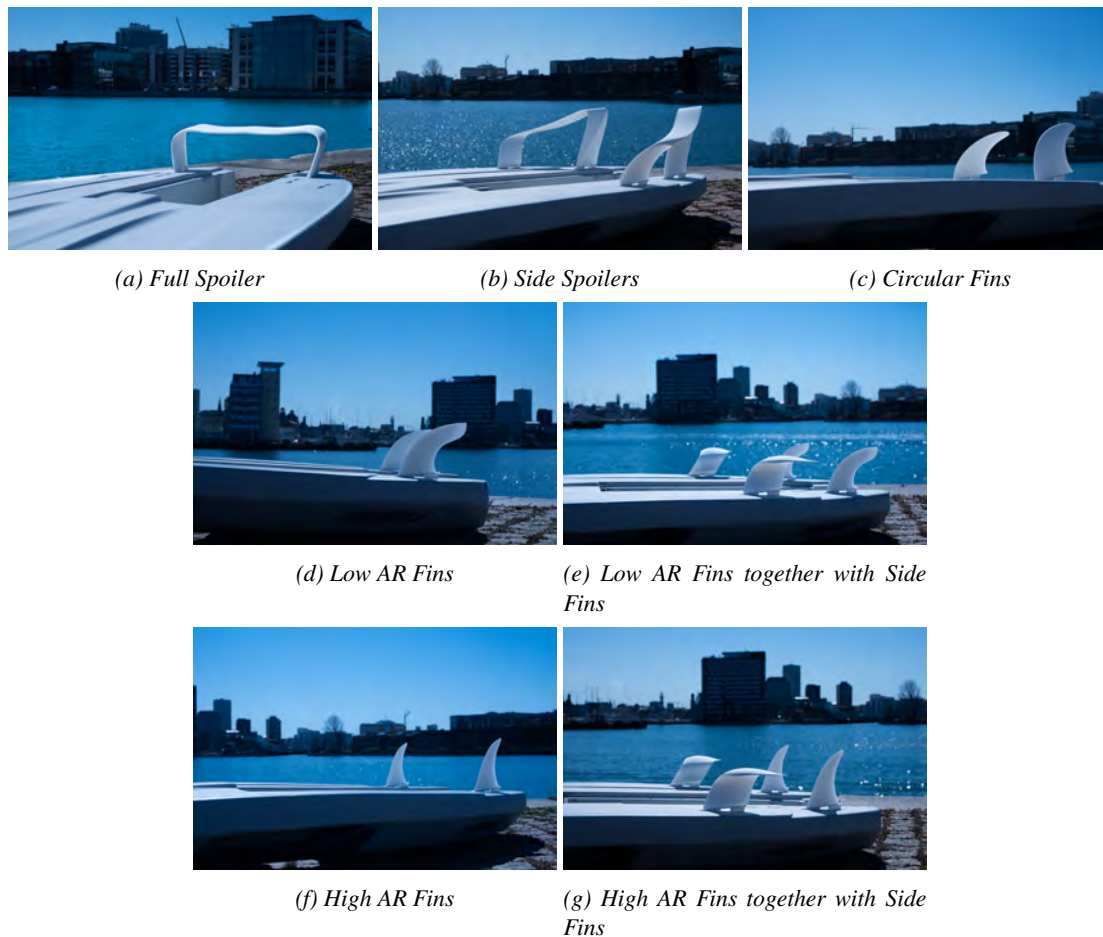 (a) Full Spoiler
(b) Side Spoilers
(c) Circular Fins
(d) Low AR Fins
(e) Low AR Fins together with Side
Fins
(f) High AR Fins
(g) High AR Fins together with Side
Fins